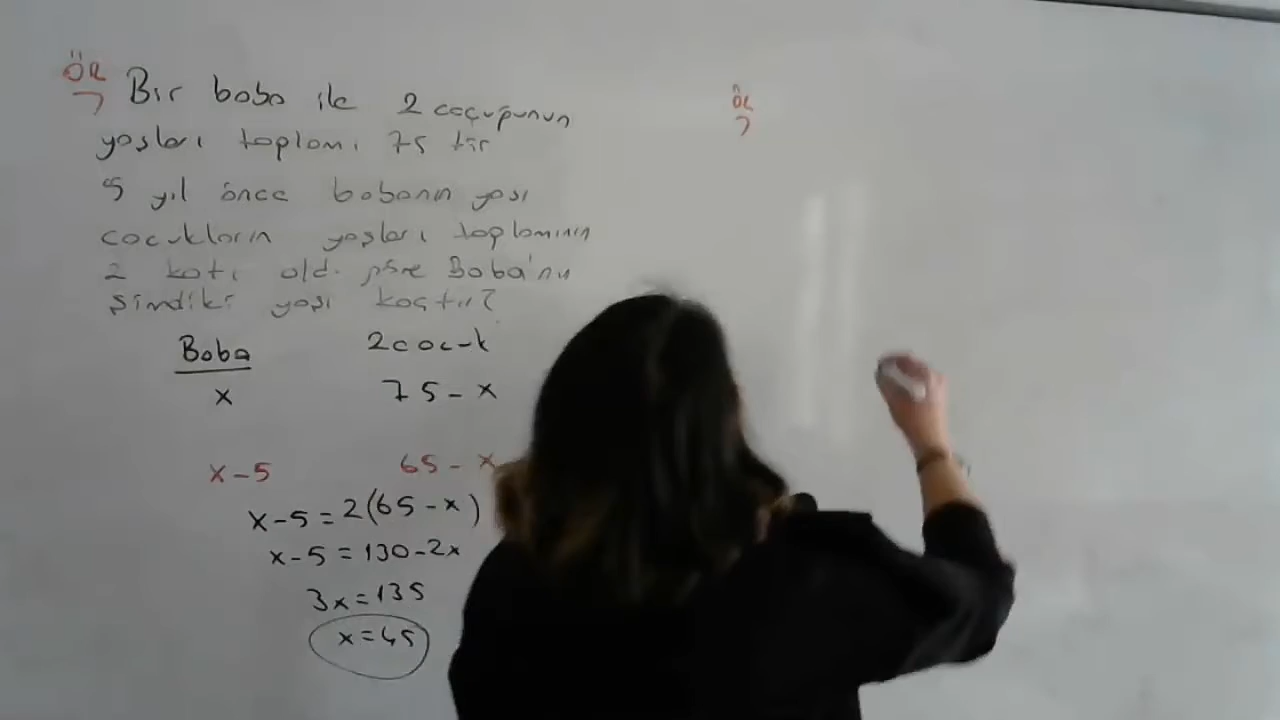 ÖR Bir baba ile 2 çocuğunun
yaşları toplamı 75 tir
5 yıl önce babanın yaşı
çocukların yaşları toplamının
2 katı old. göre Baba'nın
şimdiki yaşı kaçtır?
Baba 2 çocuk
x 75-x
x-5 65-x
x-5=2(65-x)
x-5=130-2x
3x=135
x=45
ÖR